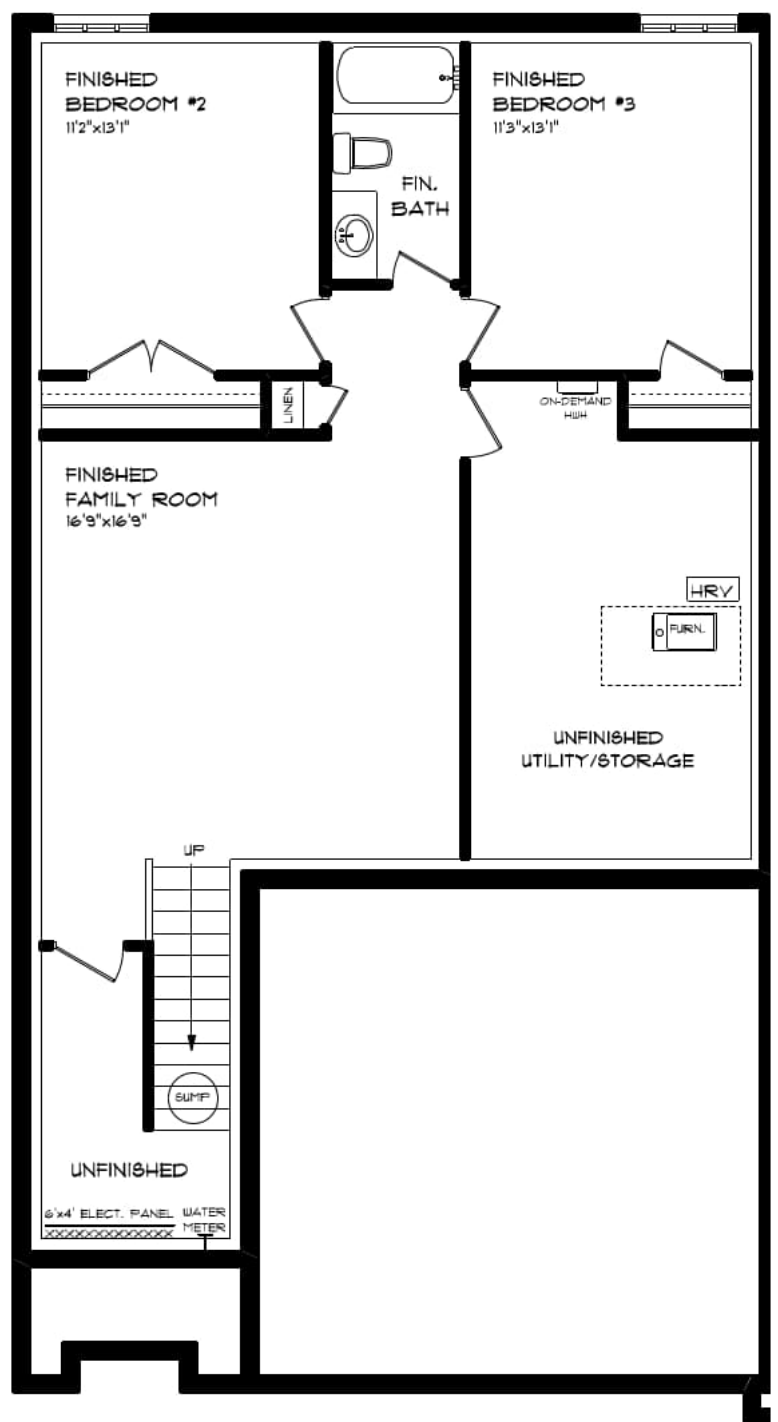 FINISHED
BEDROOM #2
11'2"x13'1"
FINISHED
BEDROOM #3
11'3"x13'1"
FIN.
BATH
LINEN
ON-DEMAND
HWH
FINISHED
FAMILY ROOM
16'9"x16'9"
HRV
FURN.
UNFINISHED
UTILITY/STORAGE
UP
SUMP
UNFINISHED
6'x4' ELECT. PANEL
WATER
METER